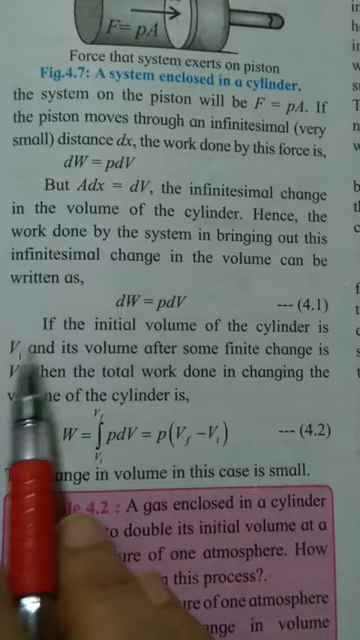 F= pA
Force that system exerts on piston
Fig.4.7: A system enclosed in a cylinder.
the system on the piston will be F = pA. If
the piston moves through an infinitesimal (very
small) distance dx, the work done by this force is,
dW = pdV
But Adx = dV, the infinitesimal change
in the volume of the cylinder. Hence, the
work done by the system in bringing out this
infinitesimal change in the volume can be
written as,
dW = pdV --- (4.1)
If the initial volume of the cylinder is
Vi and its volume after some finite change is
then the total work done in changing the
of the cylinder is,
W = ∫ pdV = p(Vf −Vi) --- (4.2)
Vf
Vi
in volume in this case is small.
4.2 : A gas enclosed in a cylinder
to double its initial volume at a
of one atmosphere. How
this process?.
of one atmosphere
in volume